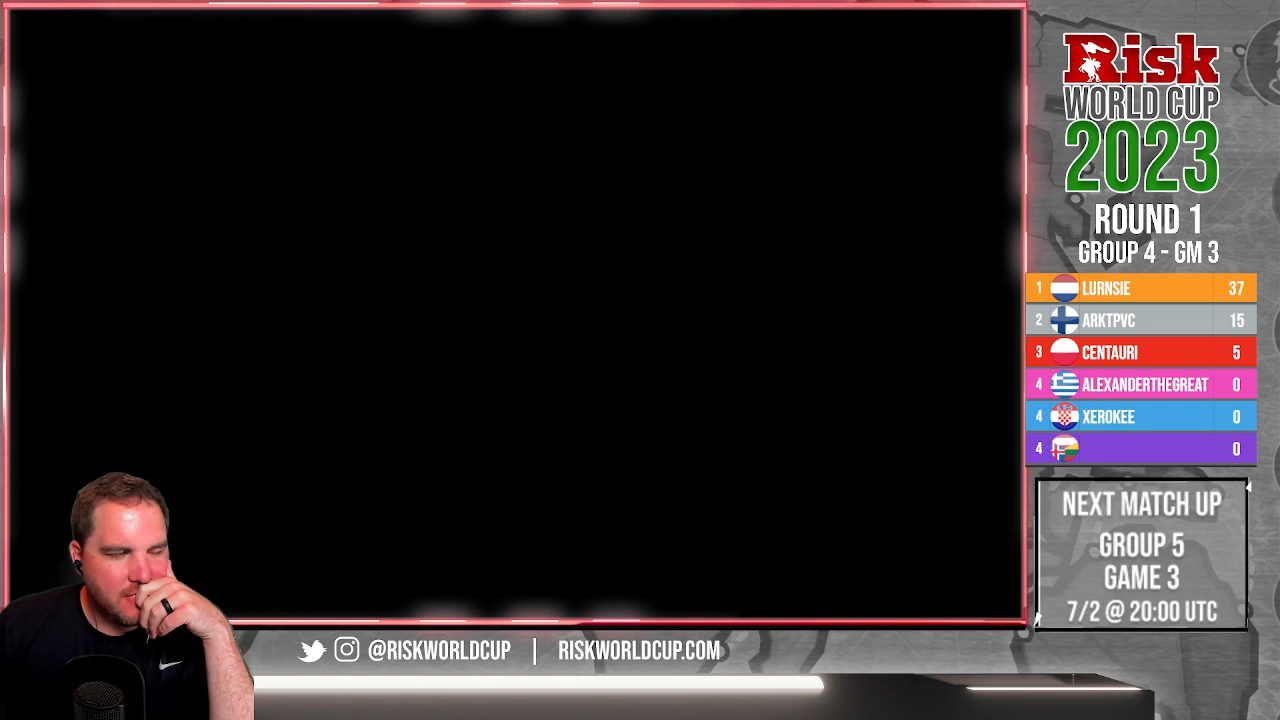 Risk
WORLD CUP
2023
ROUND 1
GROUP 4 - GM 3
1 LURNSIE 37
2 ARKTPVC 15
3 CENTAURI 5
4 ALEXANDERTHEGREAT 0
4 XEROKEE 0
4 0
NEXT MATCH UP
GROUP 5
GAME 3
7/2 @ 20:00 UTC
@RISKWORLDCUP | RISKWORLDCUP.COM